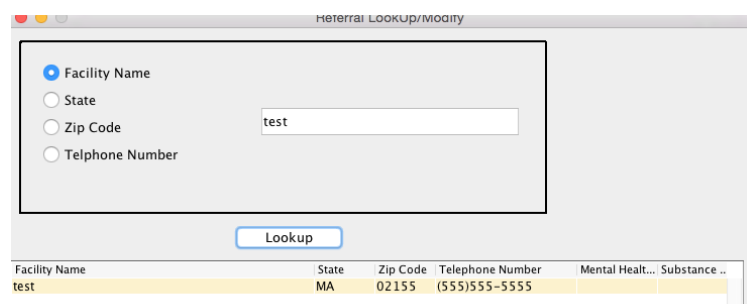 Referral LookUp/Modify
Facility Name
State
Zip Code
test
Telphone Number
Lookup
Facility Name State Zip Code Telephone Number Mental Healt... Substance ..
test MA 02155 (555)555-5555